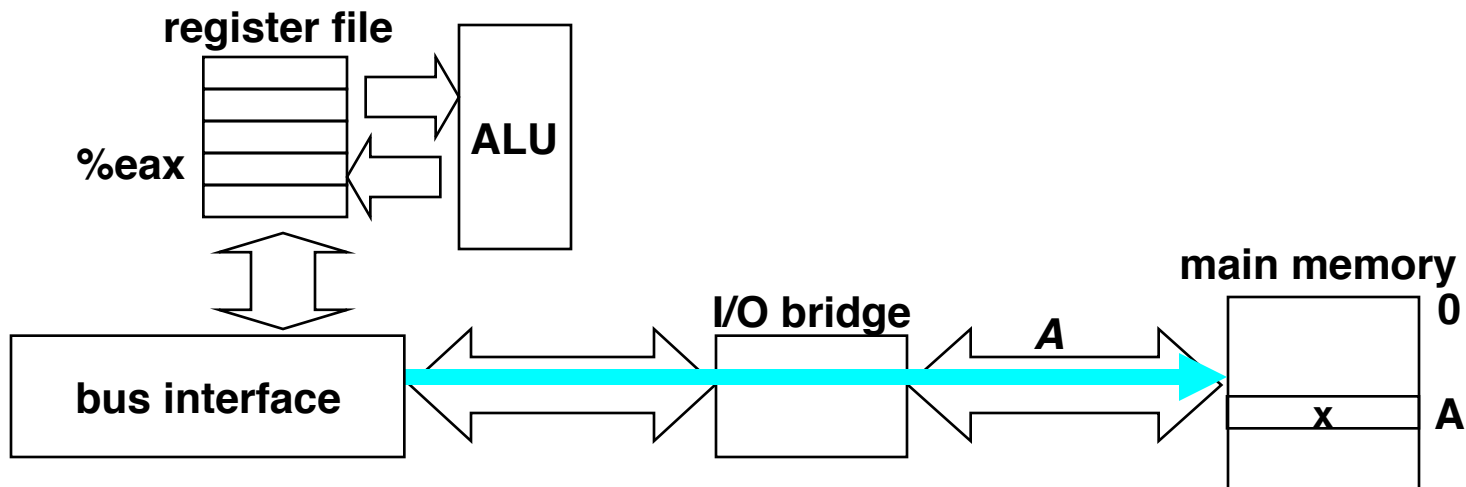 register file
ALU
%eax
main memory
0
I/O bridge
A
bus interface
x
A